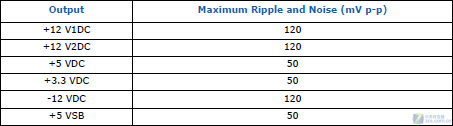 Output Maximum Ripple and Noise (mV p-p)
+12 V1DC 120
+12 V2DC 120
+5 VDC 50
+3.3 VDC 50
-12 VDC 120
+5 VSB 50